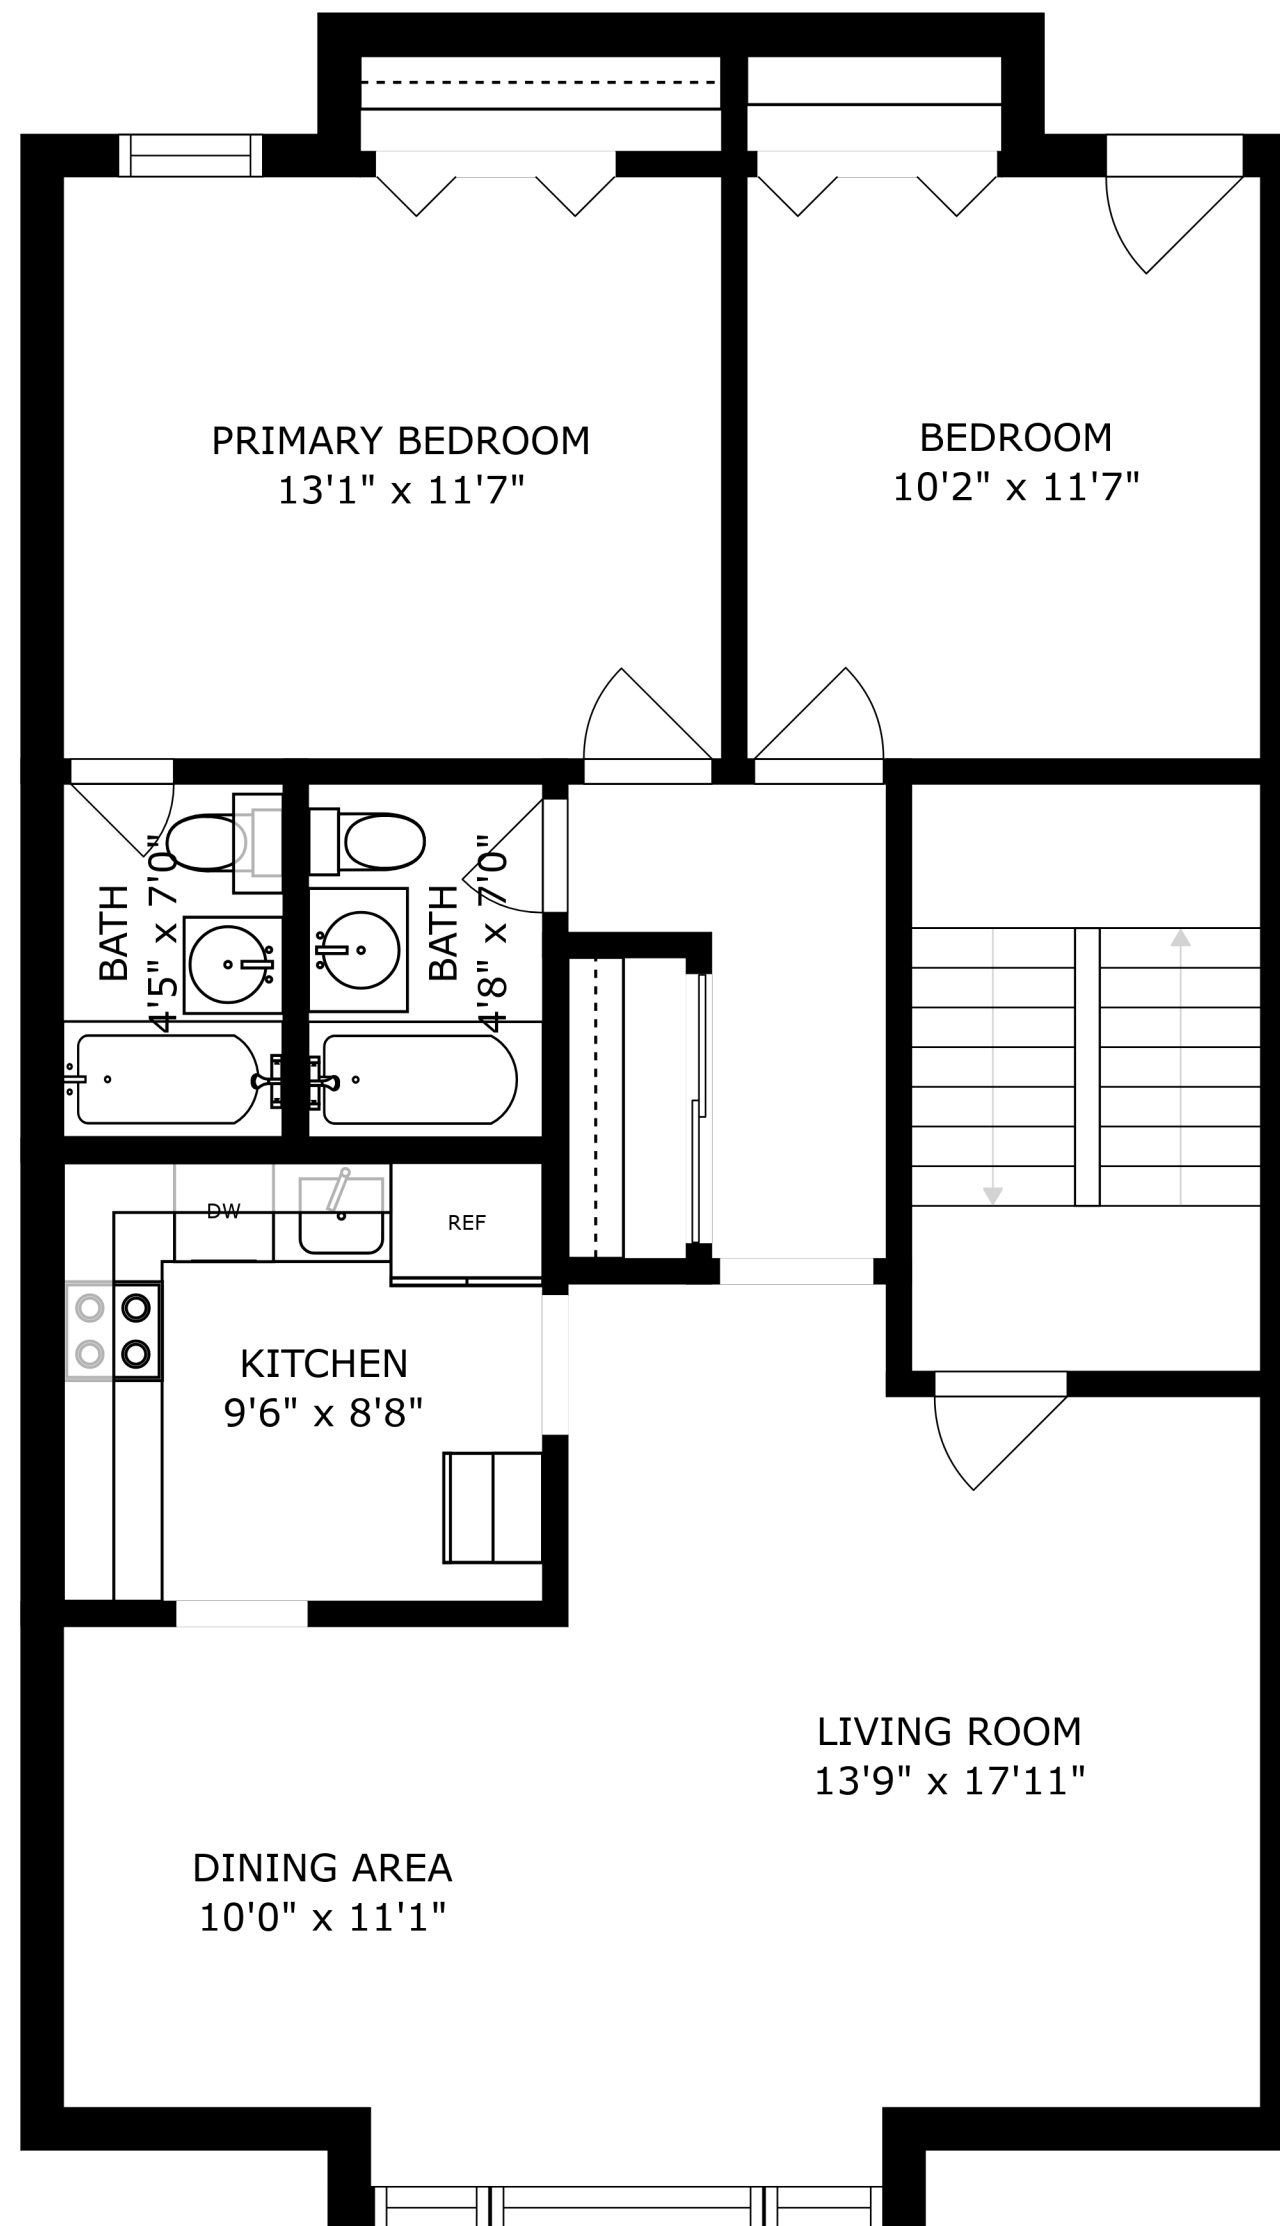 PRIMARY BEDROOM
13'1" x 11'7"
BEDROOM
10'2" x 11'7"
BATH
4'5" x 7'0"
BATH
4'8" x 7'0"
DW
REF
KITCHEN
9'6" x 8'8"
LIVING ROOM
13'9" x 17'11"
DINING AREA
10'0" x 11'1"